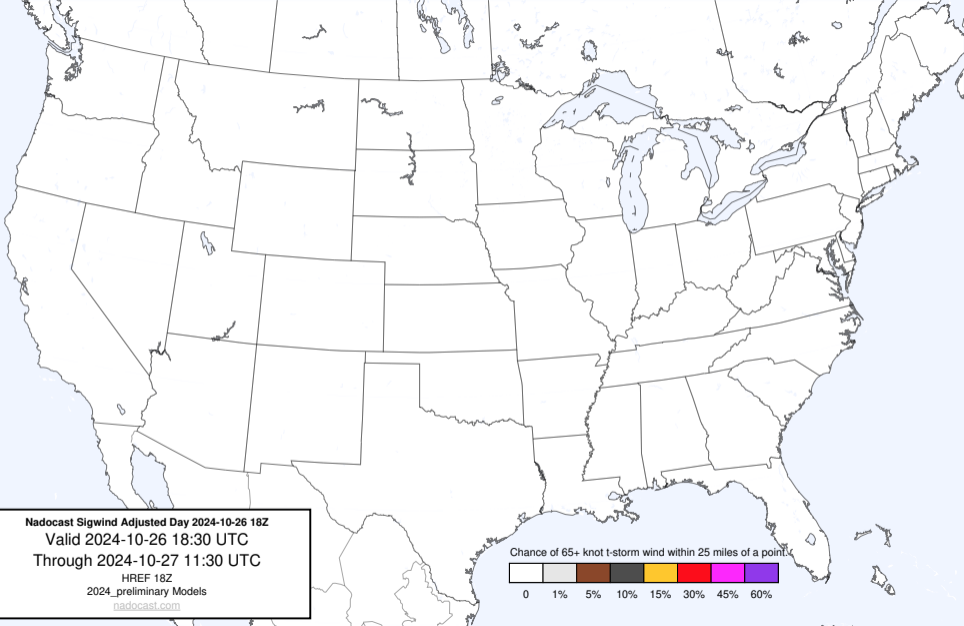 Nadocast Sigwind Adjusted Day 2024-10-26 18Z
Valid 2024-10-26 18:30 UTC
Through 2024-10-27 11:30 UTC
HREF 18Z
2024_preliminary Models
nadocast.com
Chance of 65+ knot t-storm wind within 25 miles of a point.
0 1% 5% 10% 15% 30% 45% 60%